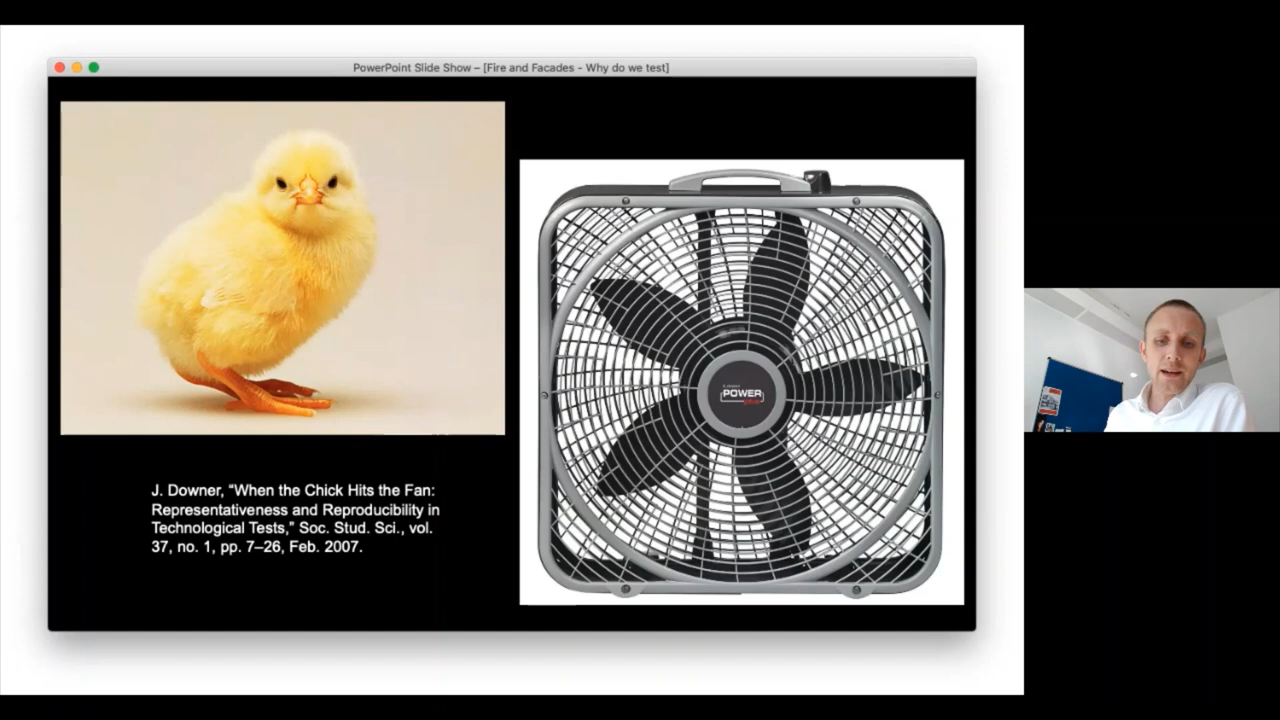 PowerPoint Slide Show – [Fire and Facades - Why do we test]
POWER
J. Downer, “When the Chick Hits the Fan:
Representativeness and Reproducibility in
Technological Tests,” Soc. Stud. Sci., vol.
37, no. 1, pp. 7–26, Feb. 2007.